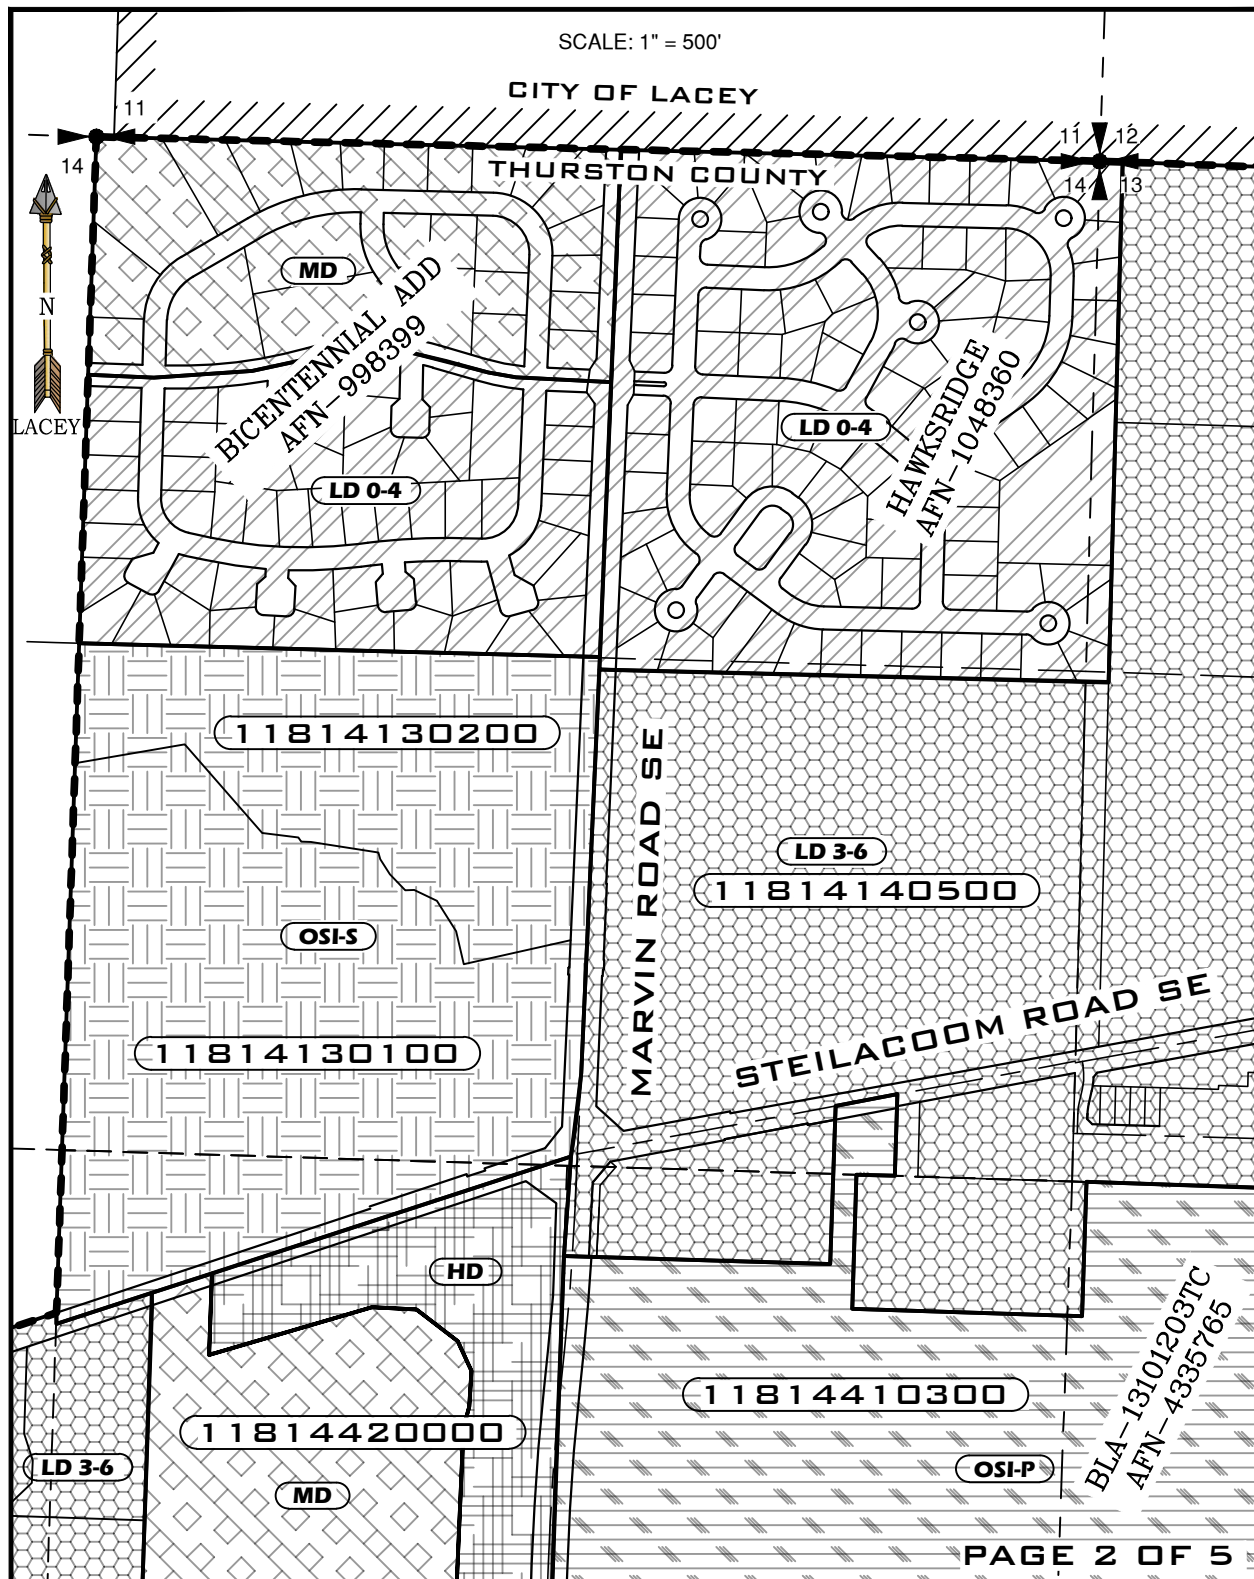 SCALE: 1" = 500'
CITY OF LACEY
11
11
12
14
THURSTON COUNTY
14
13
N
LACEY
MD
BICENTENNIAL ADD
AFN-998399
LD 0-4
HAWKSRIDGE
AFN-1048360
LD 0-4
11814130200
MARVIN ROAD SE
LD 3-6
11814140500
OSI-S
STEILACOOM ROAD SE
11814130100
HD
BLA-13101203TC
AFN-4335765
11814410300
11814420000
LD 3-6
OSI-P
MD
PAGE 2 OF 5